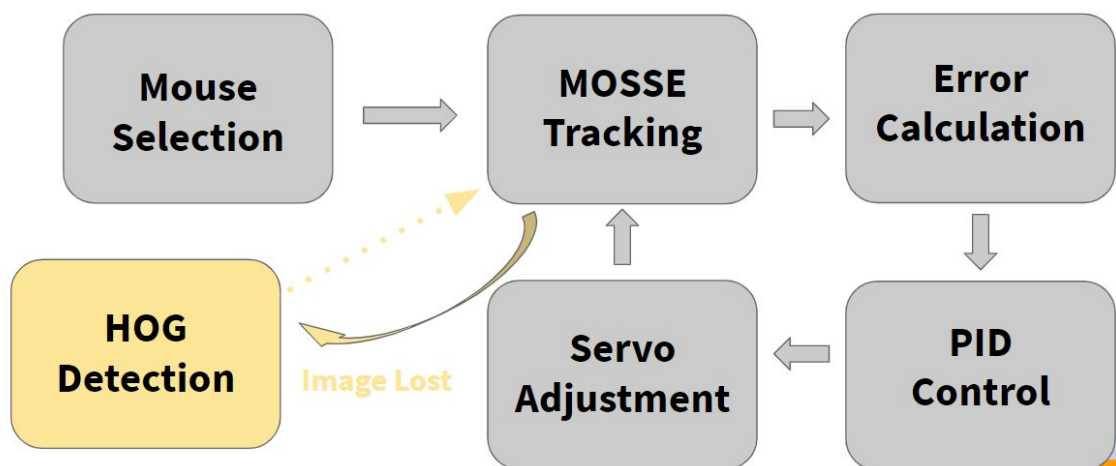 Mouse
Selection
MOSSE
Tracking
Error
Calculation
HOG
Detection
Image Lost
Servo
Adjustment
PID
Control